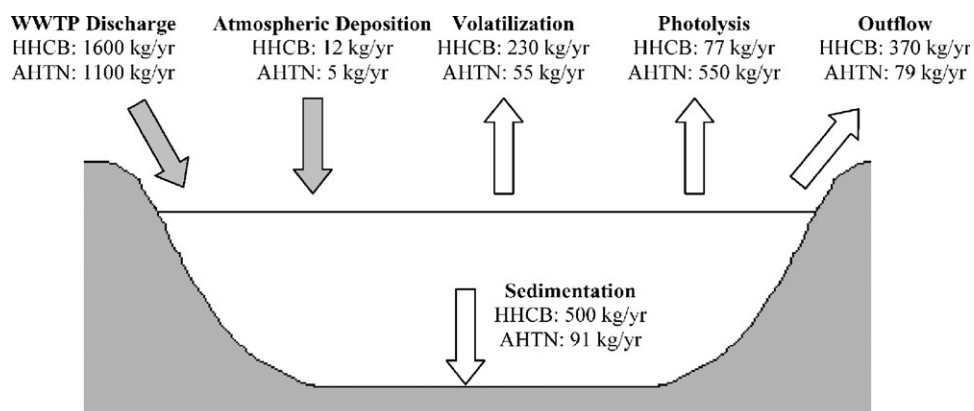 WWTP Discharge
HHCB: 1600 kg/yr
AHTN: 1100 kg/yr
Atmospheric Deposition
HHCB: 12 kg/yr
AHTN: 5 kg/yr
Volatilization
HHCB: 230 kg/yr
AHTN: 55 kg/yr
Photolysis
HHCB: 77 kg/yr
AHTN: 550 kg/yr
Outflow
HHCB: 370 kg/yr
AHTN: 79 kg/yr
Sedimentation
HHCB: 500 kg/yr
AHTN: 91 kg/yr